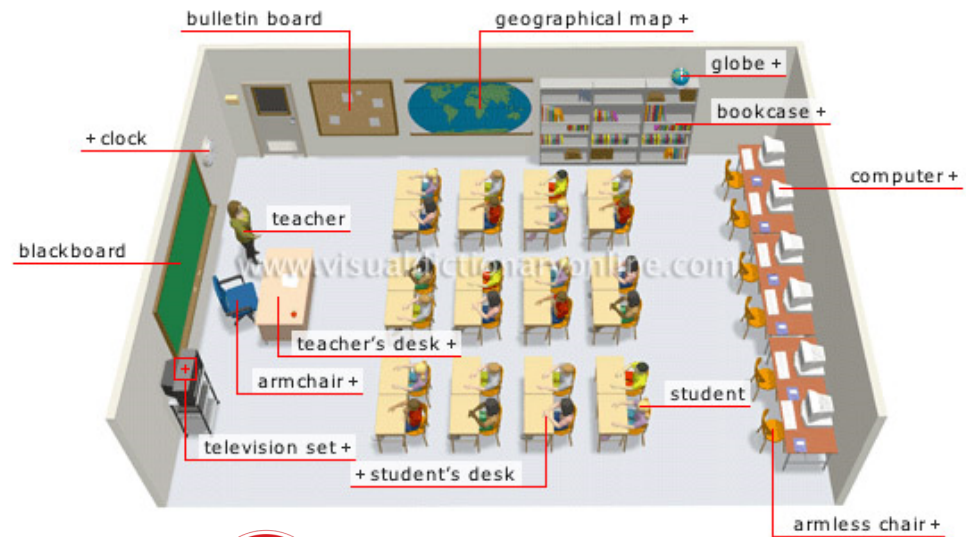 bulletin board
geographical map +
globe +
bookcase +
+ clock
computer +
teacher
blackboard
www.visualdictionaryonline.com
teacher's desk +
armchair +
student
television set +
+ student's desk
armless chair +